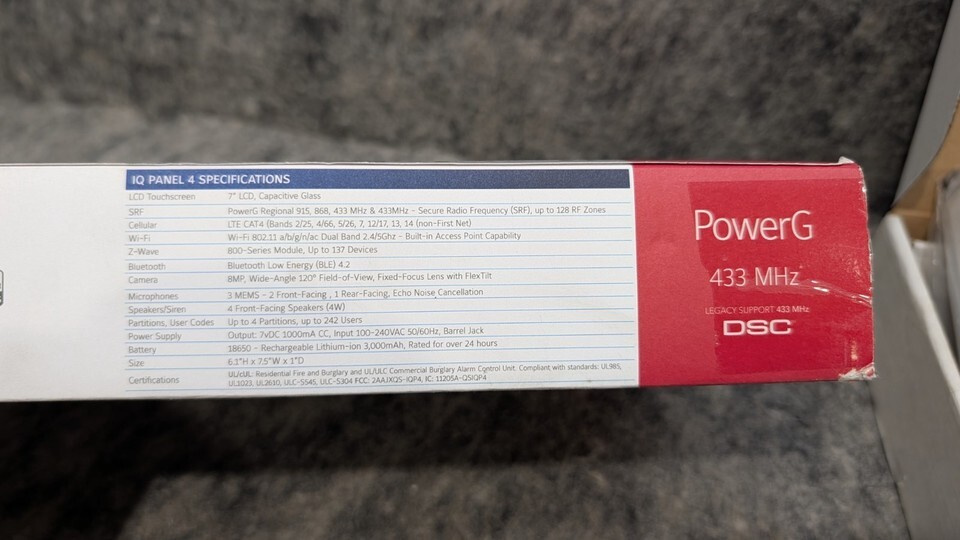 IQ PANEL 4 SPECIFICATIONS
LCD Touchscreen 7" LCD, Capacitive Glass
SRF PowerG Regional 915, 868, 433 MHz & 433MHz - Secure Radio Frequency (SRF), up to 128 RF Zones
Cellular LTE CAT4 (Bands 2/25, 4/66, 5/26, 7, 12/17, 13, 14 (non-First Net)
Wi-Fi Wi-Fi 802.11 a/b/g/n/ac Dual Band 2.4/5Ghz - Built-in Access Point Capability
Z-Wave 800-Series Module, Up to 137 Devices
Bluetooth Bluetooth Low Energy (BLE) 4.2
Camera 8MP, Wide-Angle 120° Field-of-View, Fixed-Focus Lens with FlexTilt
Microphones 3 MEMS - 2 Front-Facing , 1 Rear-Facing, Echo Noise Cancellation
Speakers/Siren 4 Front-Facing Speakers (4W)
Partitions, User Codes Up to 4 Partitions, up to 242 Users
Power Supply Output: 7vDC 1000mA CC, Input 100-240VAC 50/60Hz, Barrel Jack
Battery 18650 - Rechargeable Lithium-ion 3,000mAh, Rated for over 24 hours
Size 6.1"H x 7.5"W x 1"D
Certifications UL/cUL: Residential Fire and Burglary and UL/ULC Commercial Burglary Alarm Control Unit. Compliant with standards: UL985,
UL1023, UL2610, ULC-S545, ULC-S304 FCC: 2AAJXQS-IQP4, IC: 11205A-QSIQP4
PowerG
433 MHz
LEGACY SUPPORT 433 MHz
DSC